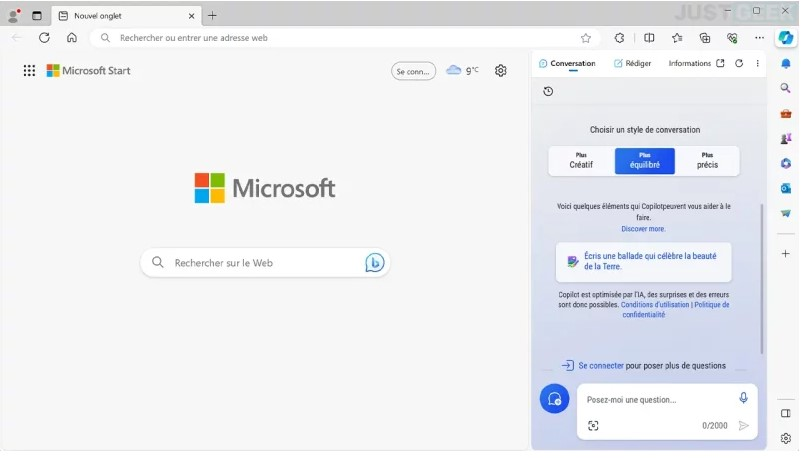 JUSTGEEK
Nouvel onglet
Rechercher ou entrer une adresse web
Microsoft Start
Se conn...
9°C
Conversation
Rédiger
Informations
Choisir un style de conversation
Plus
Créatif
Plus
équilibré
Plus
précis
Microsoft
Voici quelques éléments qui Copilotpeuvent vous aider à le
faire.
Discover more.
Rechercher sur le Web
Écris une ballade qui célèbre la beauté
de la Terre.
Copilot est optimisée par l'IA, des surprises et des erreurs
sont donc possibles. Conditions d'utilisation | Politique de
confidentialité
Se connecter pour poser plus de questions
Posez-moi une question...
0/2000